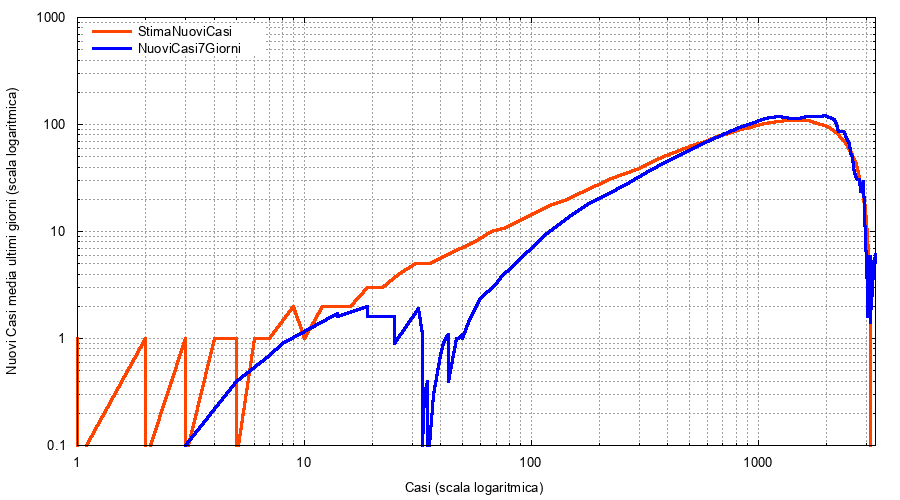 1000
StimaNuoviCasi
NuoviCasi7Giorni
100
10
1
0.1
Nuovi Casi media ultimi giorni (scala logaritmica)
1 10 100 1000
Casi (scala logaritmica)